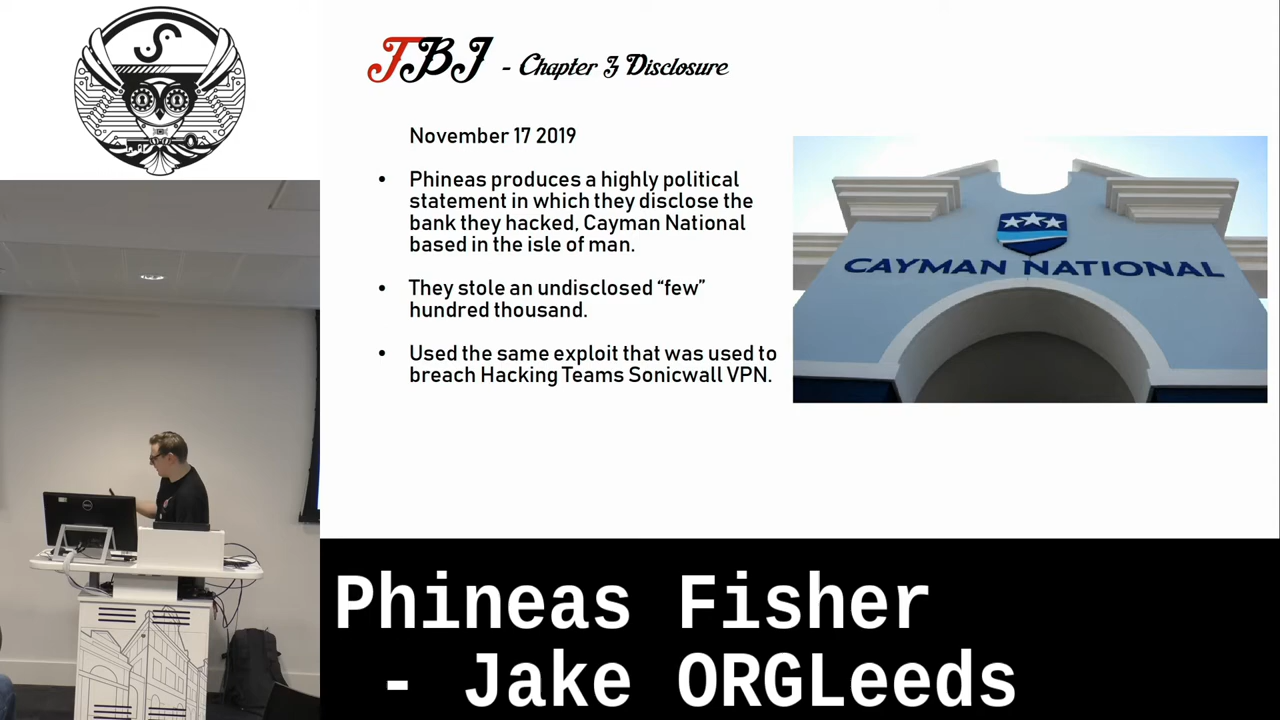 TBJ - Chapter 3 Disclosure
November 17 2019
• Phineas produces a highly political
statement in which they disclose the
bank they hacked, Cayman National
based in the isle of man.
• They stole an undisclosed “few”
hundred thousand.
• Used the same exploit that was used to
breach Hacking Teams Sonicwall VPN.
CAYMAN NATIONAL
DELL
Phineas Fisher
- Jake ORGLeeds